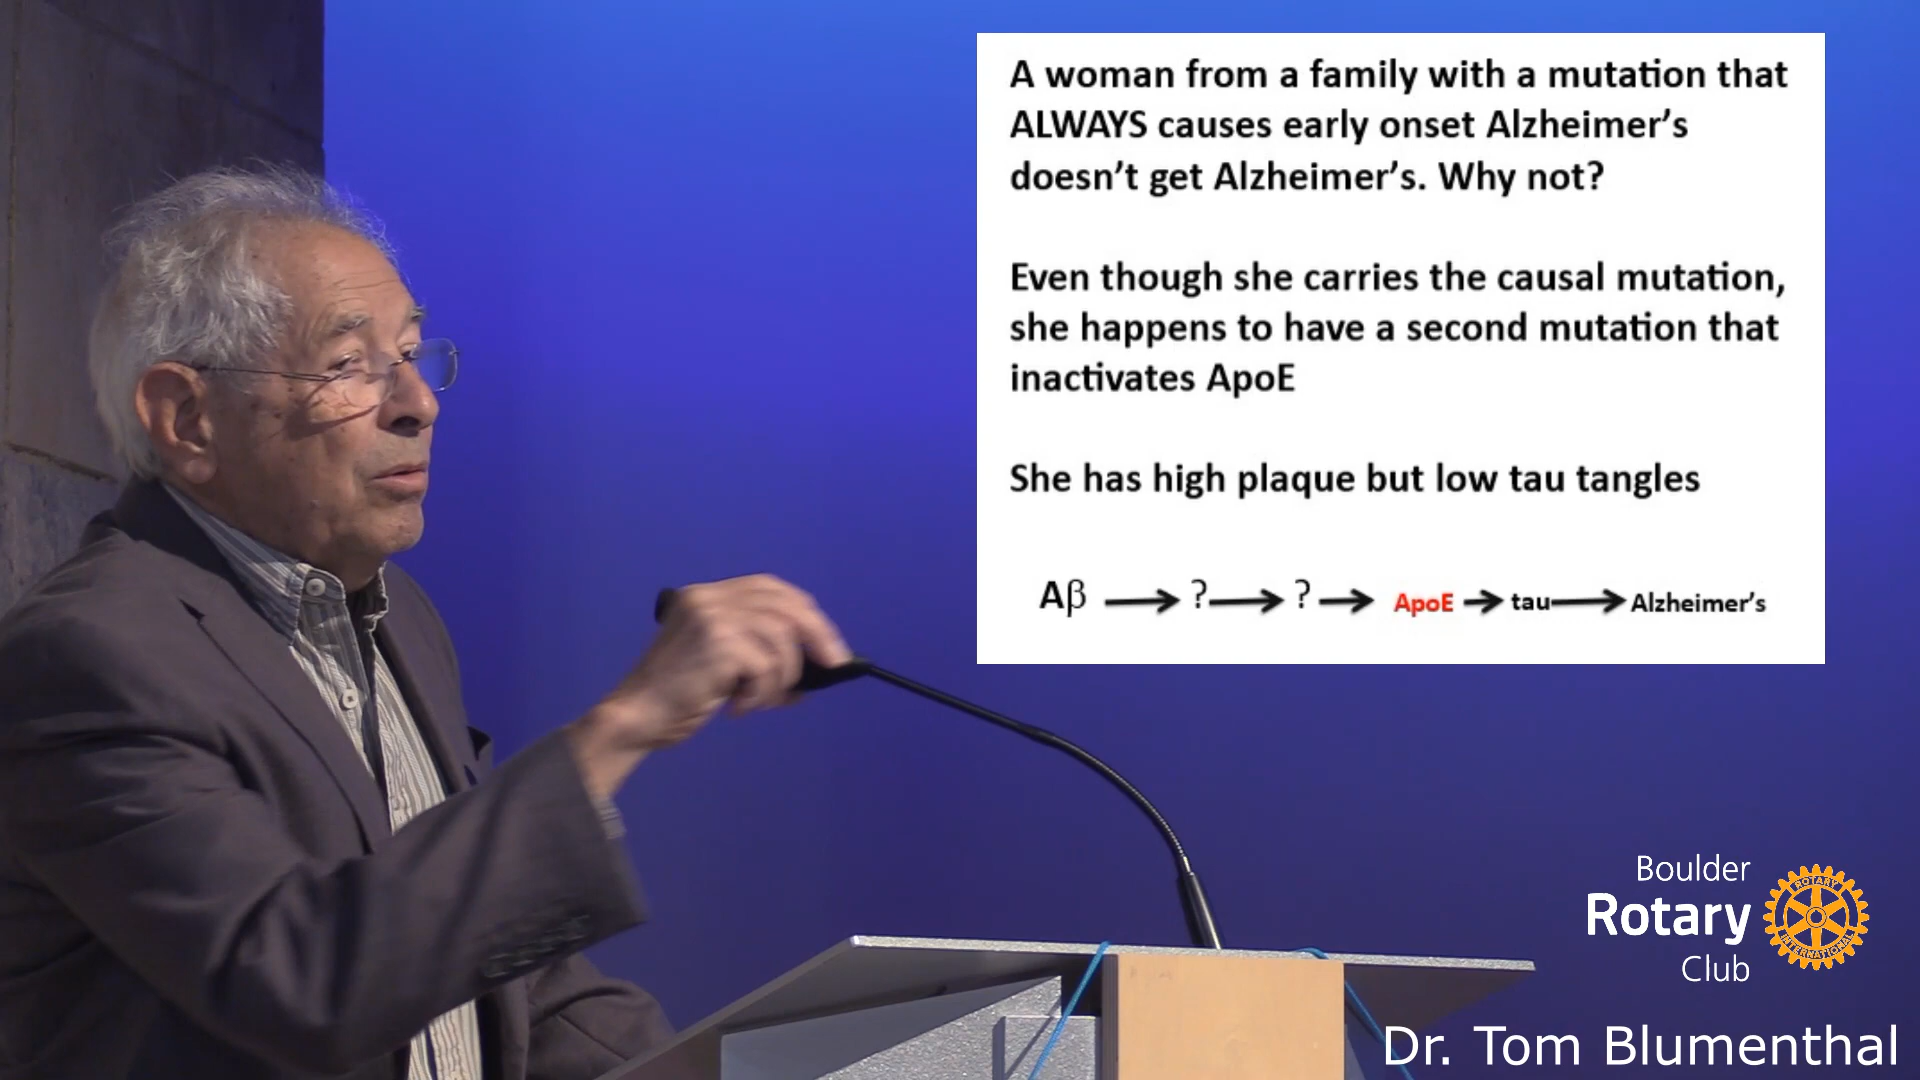 A woman from a family with a mutation that
ALWAYS causes early onset Alzheimer’s
doesn’t get Alzheimer’s. Why not?
Even though she carries the causal mutation,
she happens to have a second mutation that
inactivates ApoE
She has high plaque but low tau tangles
Aβ → ? → ? → ApoE → tau → Alzheimer’s
Boulder
Rotary
Club
ROTARY
INTERNATIONAL
Dr. Tom Blumenthal